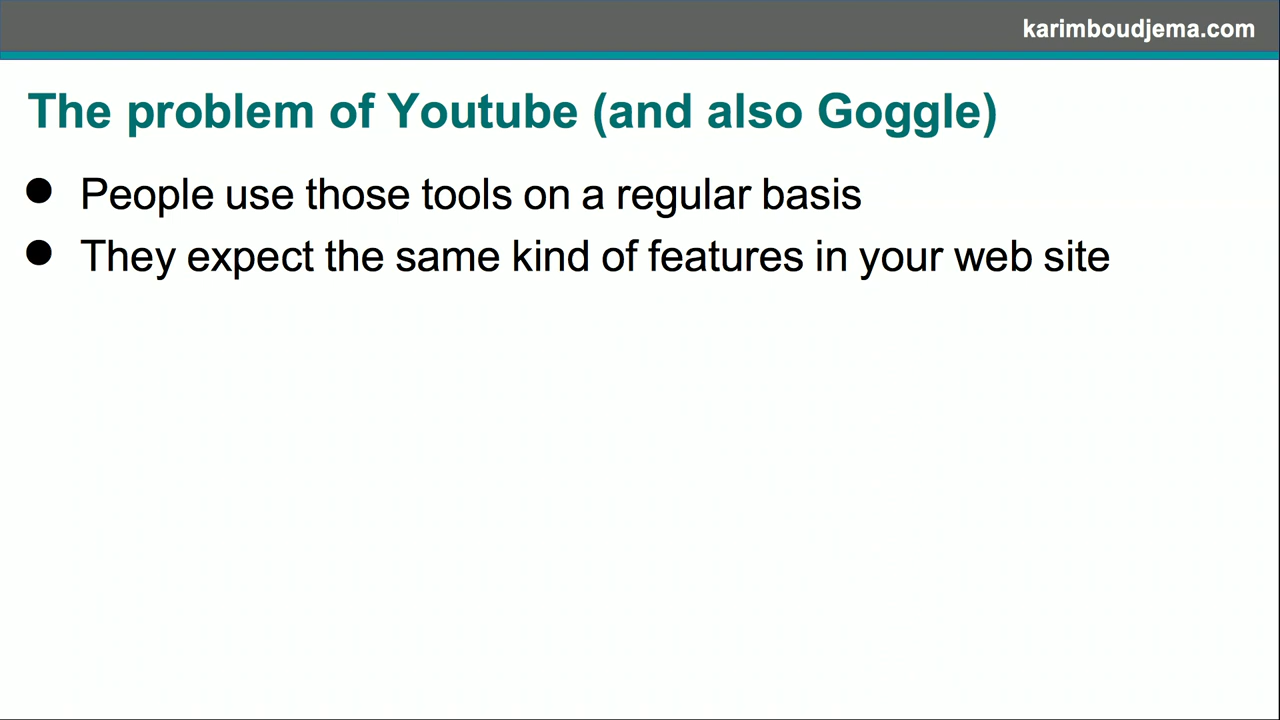 karimboudjema.com
The problem of Youtube (and also Goggle)
● People use those tools on a regular basis
● They expect the same kind of features in your web site